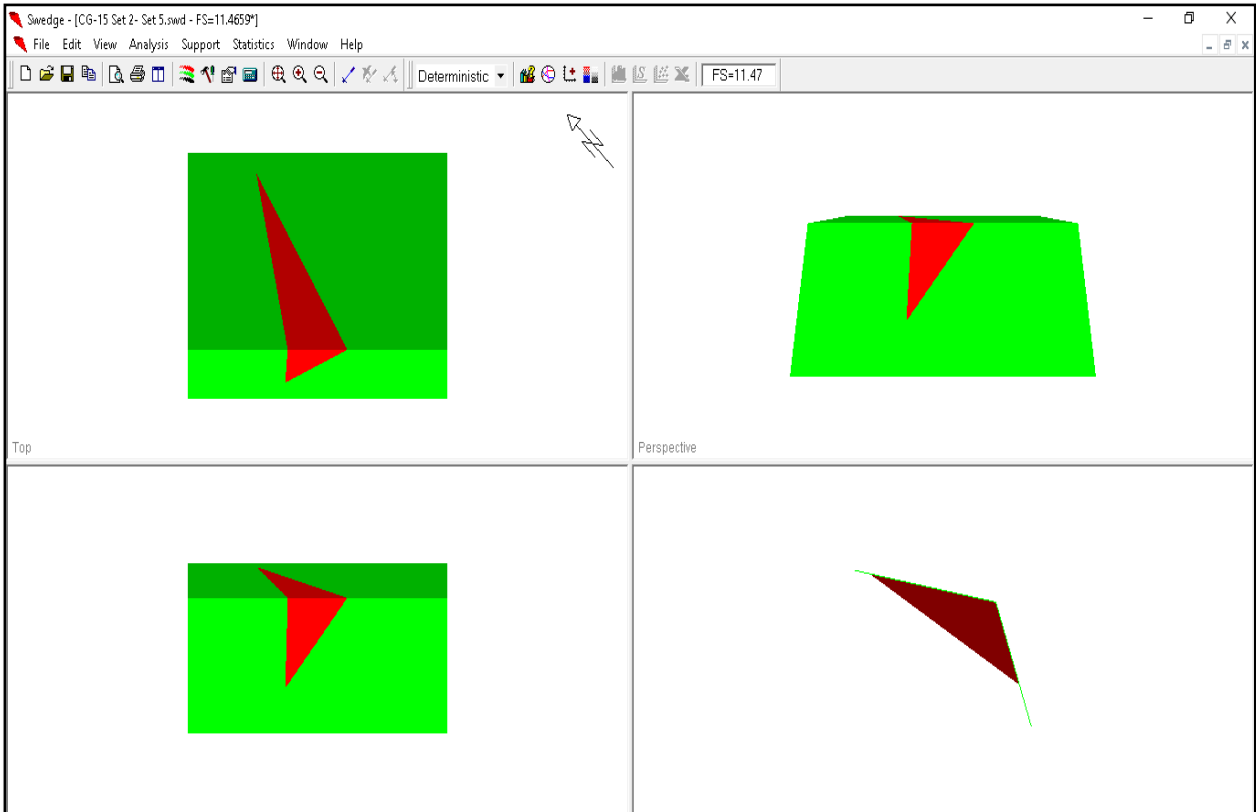 Swedge - [CG-15 Set 2- Set 5.swd - FS=11.4659*]
File Edit View Analysis Support Statistics Window Help
Deterministic FS=11.47
Top
Perspective